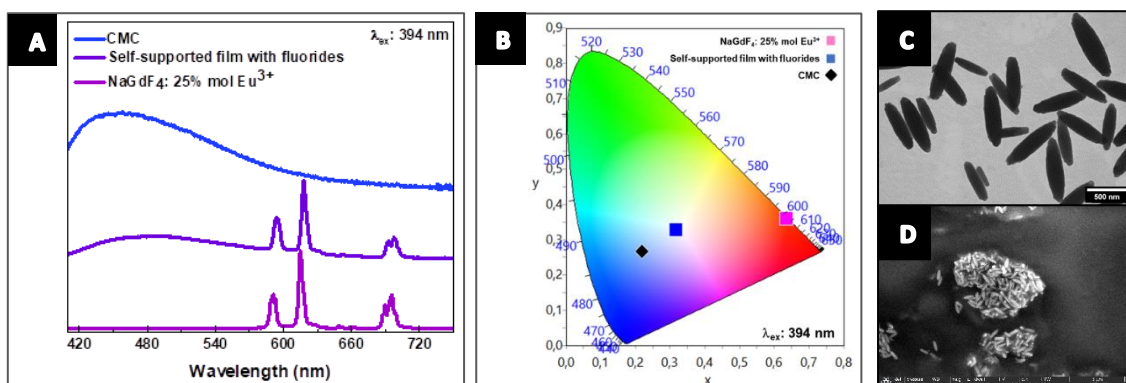 A
λex: 394 nm
CMC
Self-supported film with fluorides
NaGdF4: 25% mol Eu3+
420 480 540 600 660 720
Wavelength (nm)
B
0,9
0,8
0,7
0,6
0,5
0,4
0,3
0,2
0,1
0,0
y
NaGdF4: 25% mol Eu3+
Self-supported film with fluorides
CMC
520
530
540
550
560
570
580
590
600
610
620
510
500
490
480
470
440
λex: 394 nm
0,0 0,1 0,2 0,3 0,4 0,5 0,6 0,7 0,8
x
C
500 nm
D